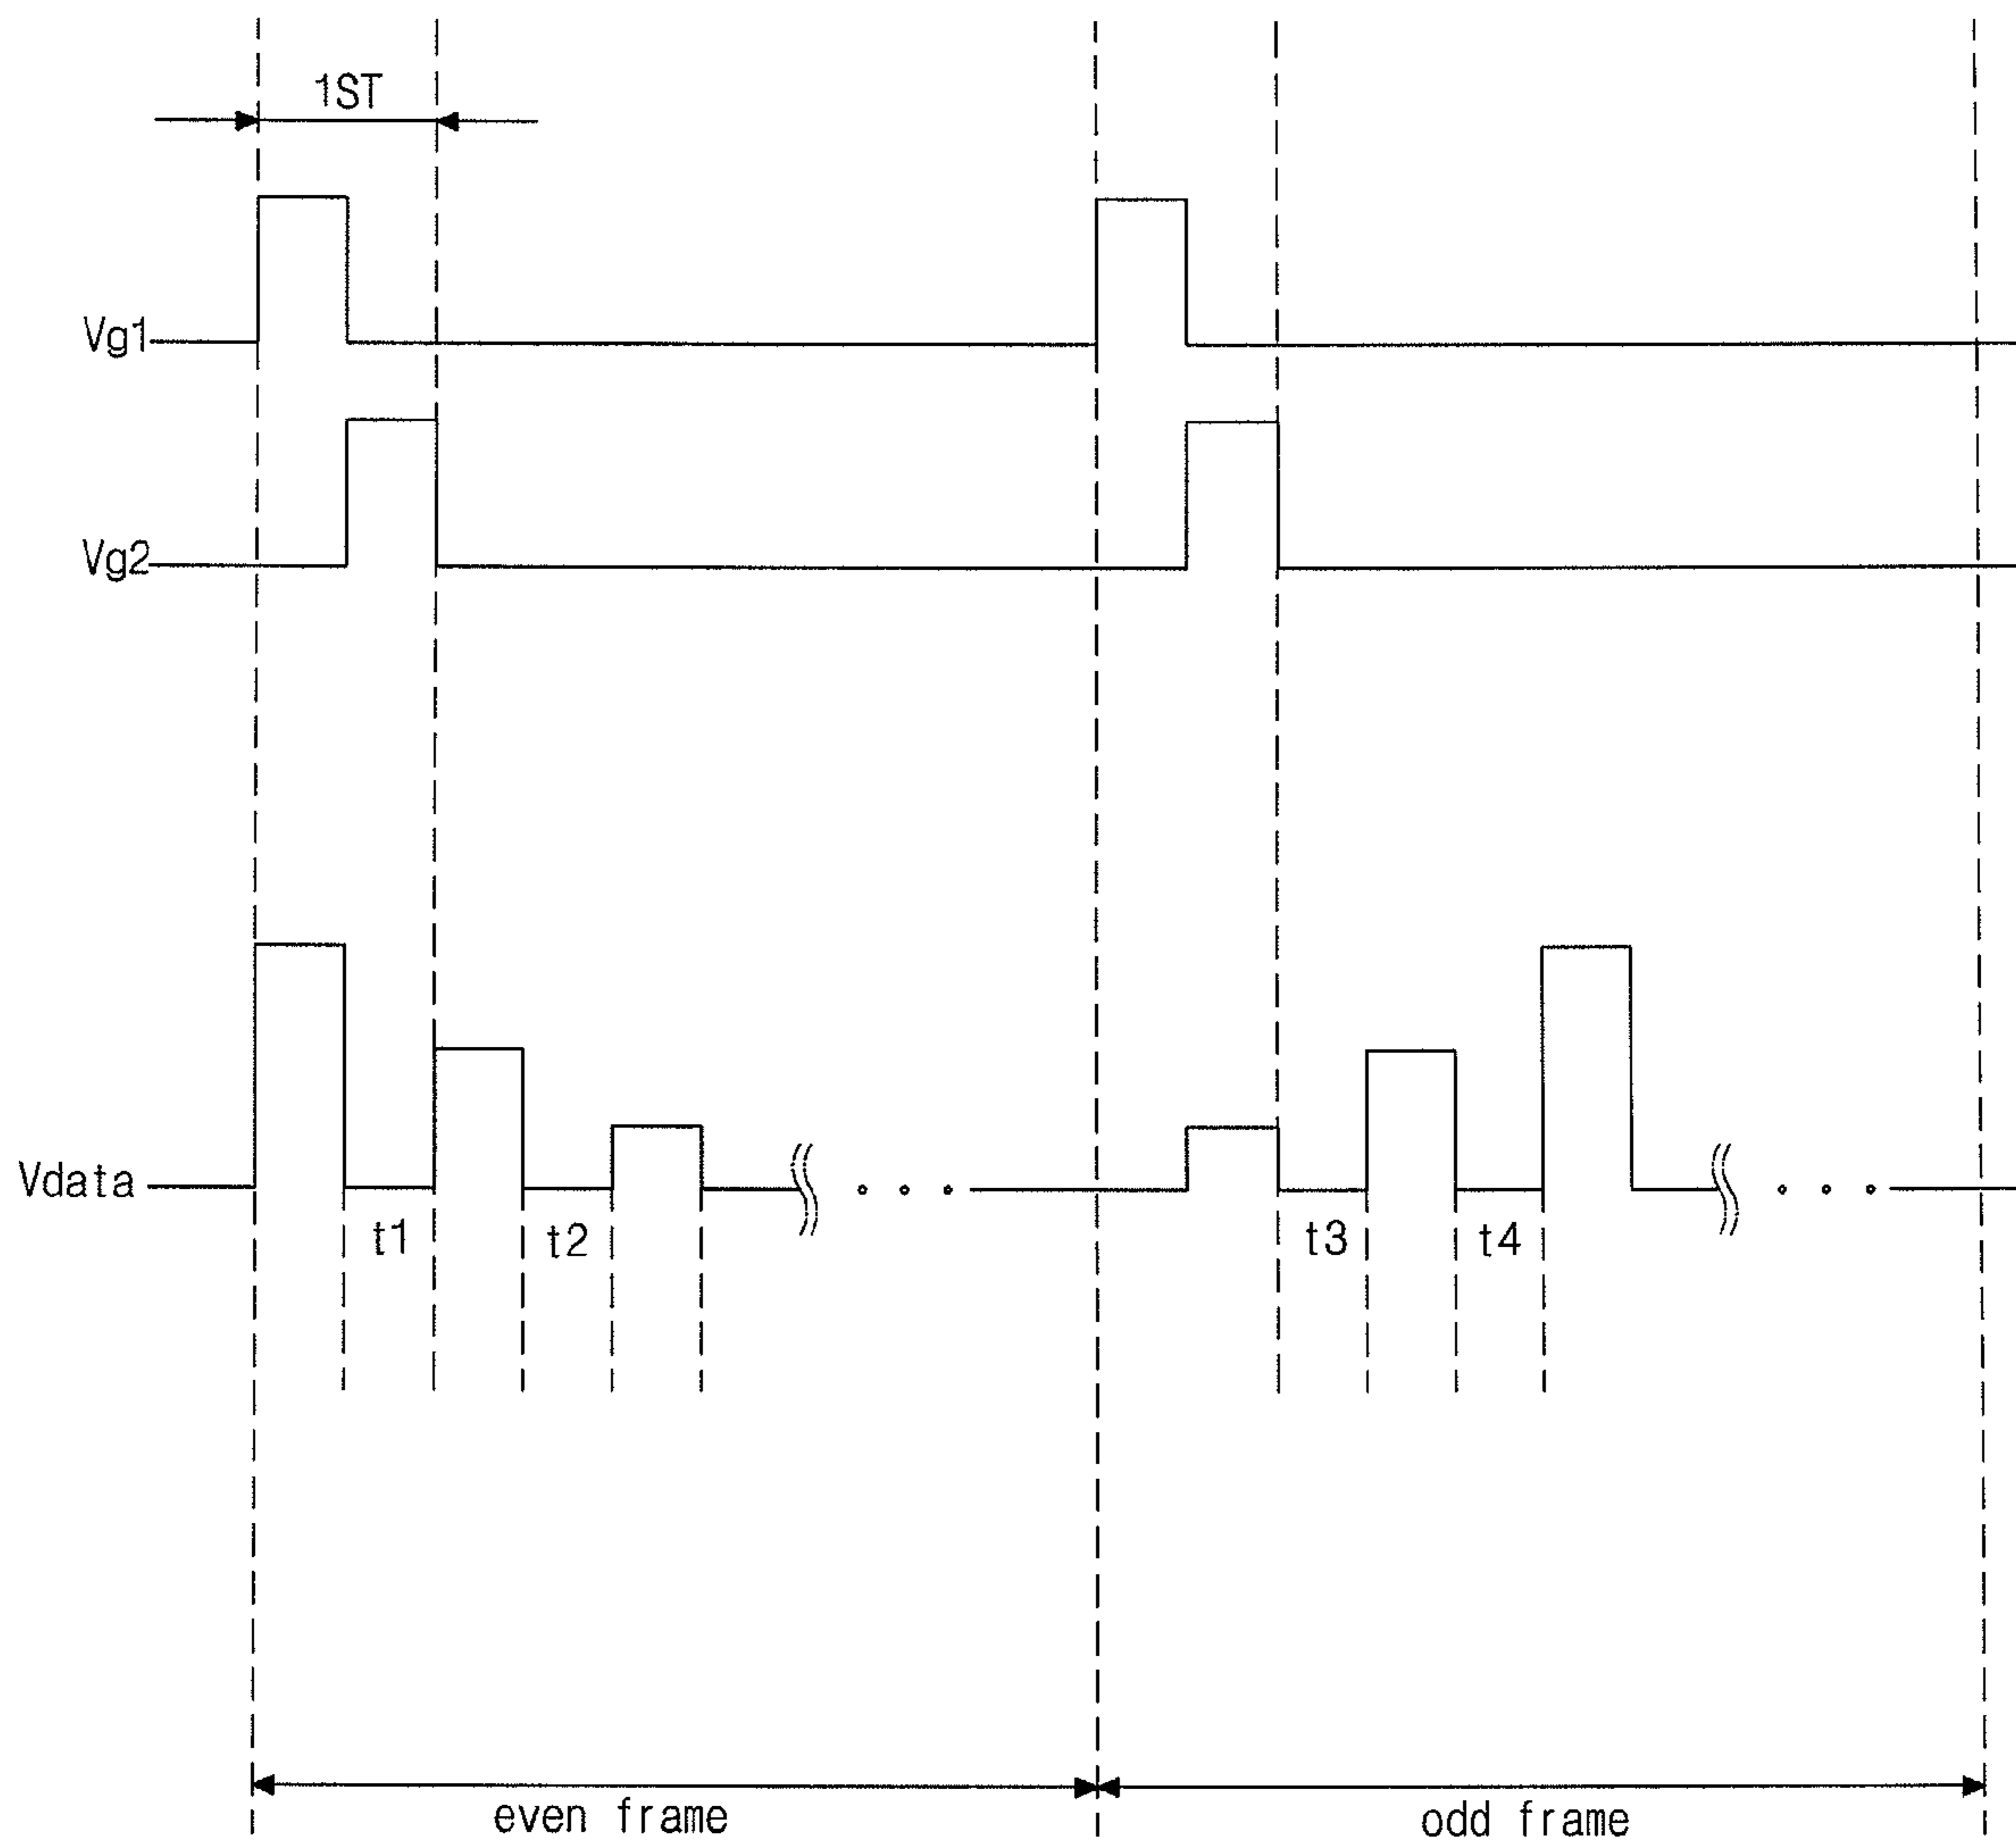 1ST
Vg1
Vg2
Vdata
t1
t2
t3
t4
even frame
odd frame